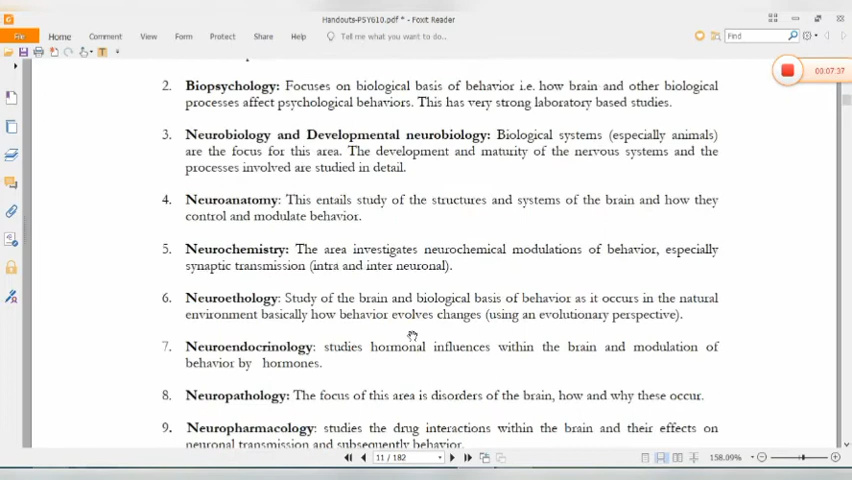 Handouts-PSY610.pdf * - Foxit Reader
File Home Comment View Form Protect Share Help Tell me what you want to do.. Find
00:07:37
2. Biopsychology: Focuses on biological basis of behavior i.e. how brain and other biological
processes affect psychological behaviors. This has very strong laboratory based studies.
3. Neurobiology and Developmental neurobiology: Biological systems (especially animals)
are the focus for this area. The development and maturity of the nervous systems and the
processes involved are studied in detail.
4. Neuroanatomy: This entails study of the structures and systems of the brain and how they
control and modulate behavior.
5. Neurochemistry: The area investigates neurochemical modulations of behavior, especially
synaptic transmission (intra and inter neuronal).
6. Neuroethology: Study of the brain and biological basis of behavior as it occurs in the natural
environment basically how behavior evolves changes (using an evolutionary perspective).
7. Neuroendocrinology: studies hormonal influences within the brain and modulation of
behavior by hormones.
8. Neuropathology: The focus of this area is disorders of the brain, how and why these occur.
9. Neuropharmacology: studies the drug interactions within the brain and their effects on
neuronal transmission and subsequently behavior.
11 / 182 158.09%